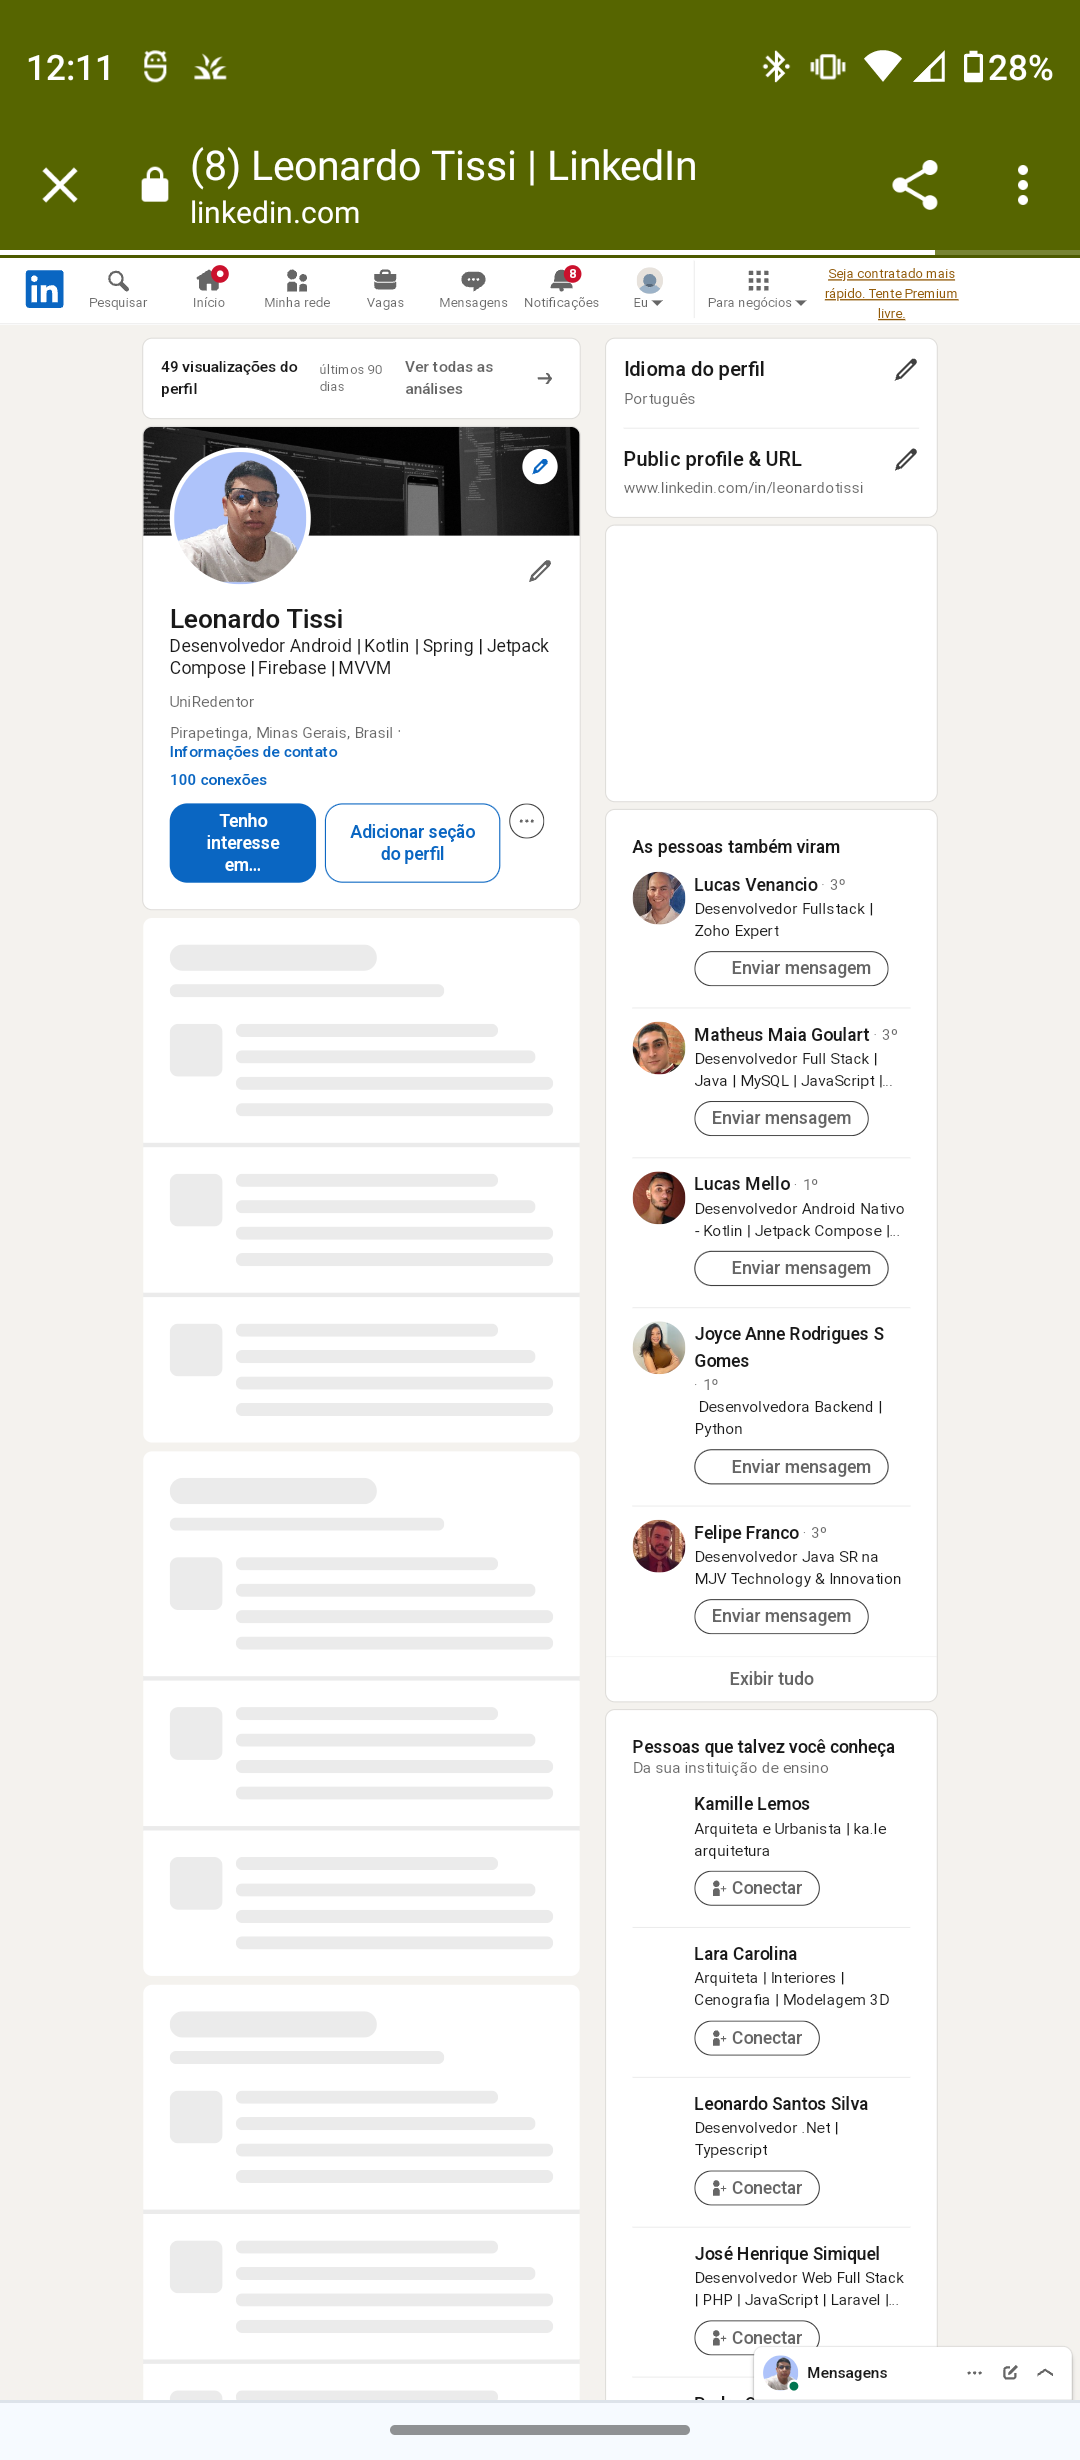 12:11
28%
(8) Leonardo Tissi | LinkedIn
linkedin.com
in
Pesquisar
Início
Minha rede
Vagas
Mensagens
8
Notificações
Eu
Para negócios
Seja contratado mais
rápido. Tente Premium
livre.
49 visualizações do
perfil
últimos 90
dias
Ver todas as
análises
Leonardo Tissi
Desenvolvedor Android | Kotlin | Spring | Jetpack
Compose | Firebase | MVVM
UniRedentor
Pirapetinga, Minas Gerais, Brasil ·
Informações de contato
100 conexões
Tenho
interesse
em...
Adicionar seção
do perfil
Idioma do perfil
Português
Public profile & URL
www.linkedin.com/in/leonardotissi
As pessoas também viram
Lucas Venancio · 3º
Desenvolvedor Fullstack |
Zoho Expert
Enviar mensagem
Matheus Maia Goulart · 3º
Desenvolvedor Full Stack |
Java | MySQL | JavaScript |...
Enviar mensagem
Lucas Mello · 1º
Desenvolvedor Android Nativo
- Kotlin | Jetpack Compose |...
Enviar mensagem
Joyce Anne Rodrigues S
Gomes
· 1º
Desenvolvedora Backend |
Python
Enviar mensagem
Felipe Franco · 3º
Desenvolvedor Java SR na
MJV Technology & Innovation
Enviar mensagem
Exibir tudo
Pessoas que talvez você conheça
Da sua instituição de ensino
Kamille Lemos
Arquiteta e Urbanista | ka.le
arquitetura
Conectar
Lara Carolina
Arquiteta | Interiores |
Cenografia | Modelagem 3D
Conectar
Leonardo Santos Silva
Desenvolvedor .Net |
Typescript
Conectar
José Henrique Simiquel
Desenvolvedor Web Full Stack
| PHP | JavaScript | Laravel |...
Conectar
Mensagens